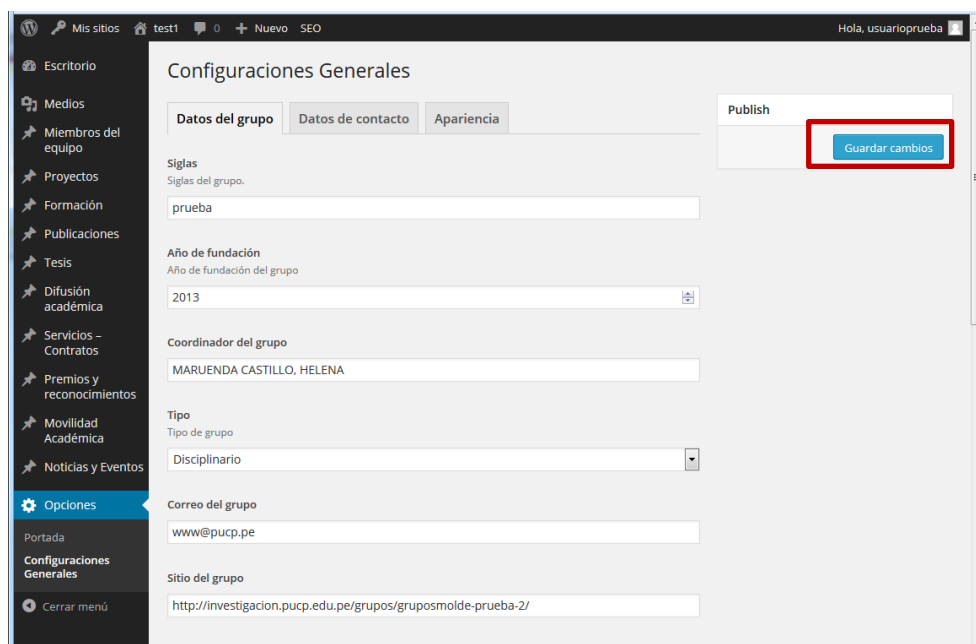 Mis sitios test1 0 + Nuevo SEO Hola, usuarioprueba
Escritorio
Medios
Miembros del
equipo
Proyectos
Formación
Publicaciones
Tesis
Difusión
académica
Servicios –
Contratos
Premios y
reconocimientos
Movilidad
Académica
Noticias y Eventos
Opciones
Portada
Configuraciones
Generales
Cerrar menú
Configuraciones Generales
Datos del grupo Datos de contacto Apariencia
Siglas
Siglas del grupo.
prueba
Año de fundación
Año de fundación del grupo
2013
Coordinador del grupo
MARUENDA CASTILLO, HELENA
Tipo
Tipo de grupo
Disciplinario
Correo del grupo
www@pucp.pe
Sitio del grupo
http://investigacion.pucp.edu.pe/grupos/gruposmolde-prueba-2/
Publish
Guardar cambios